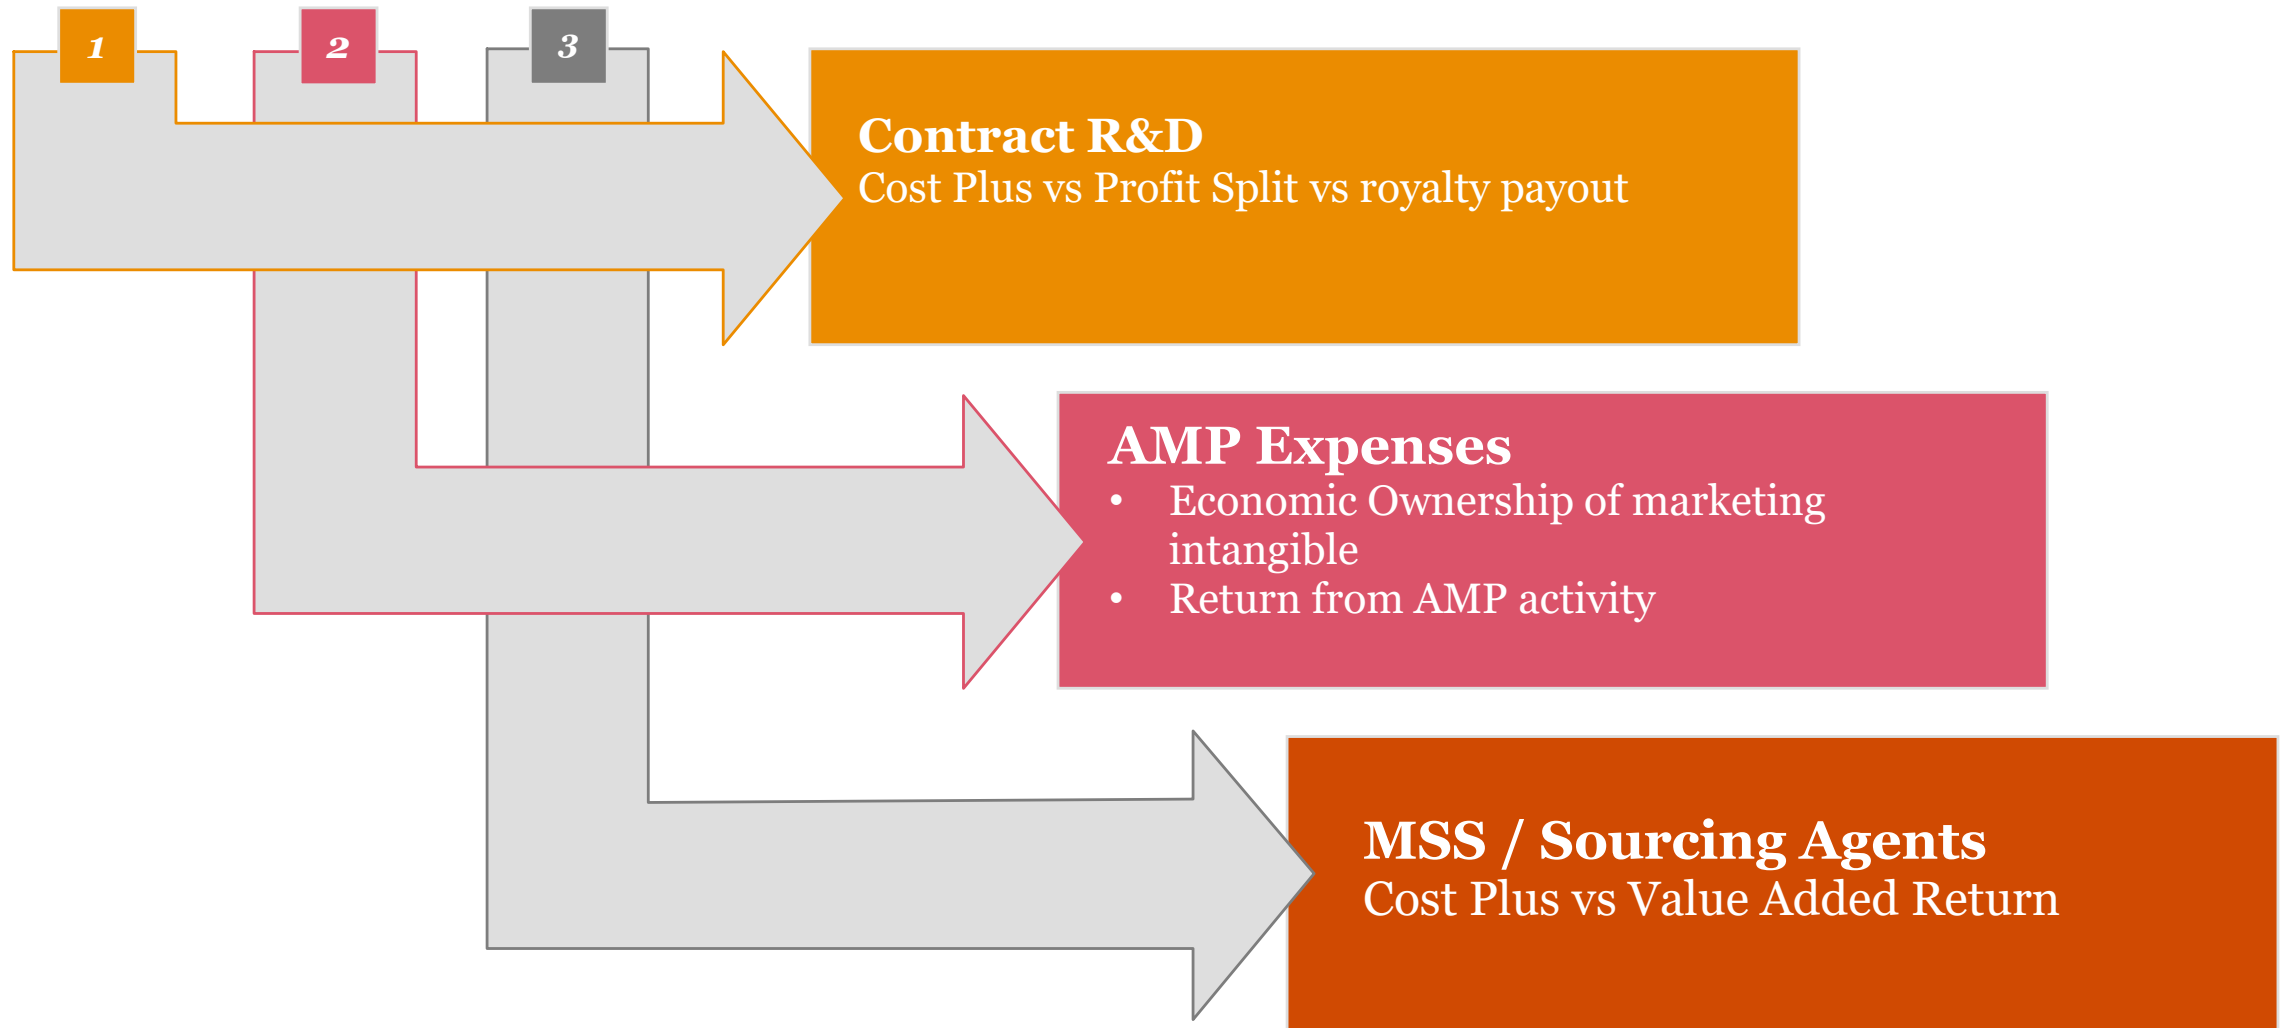 1
2
3
Contract R&D
Cost Plus vs Profit Split vs royalty payout
AMP Expenses
• Economic Ownership of marketing
intangible
• Return from AMP activity
MSS / Sourcing Agents
Cost Plus vs Value Added Return